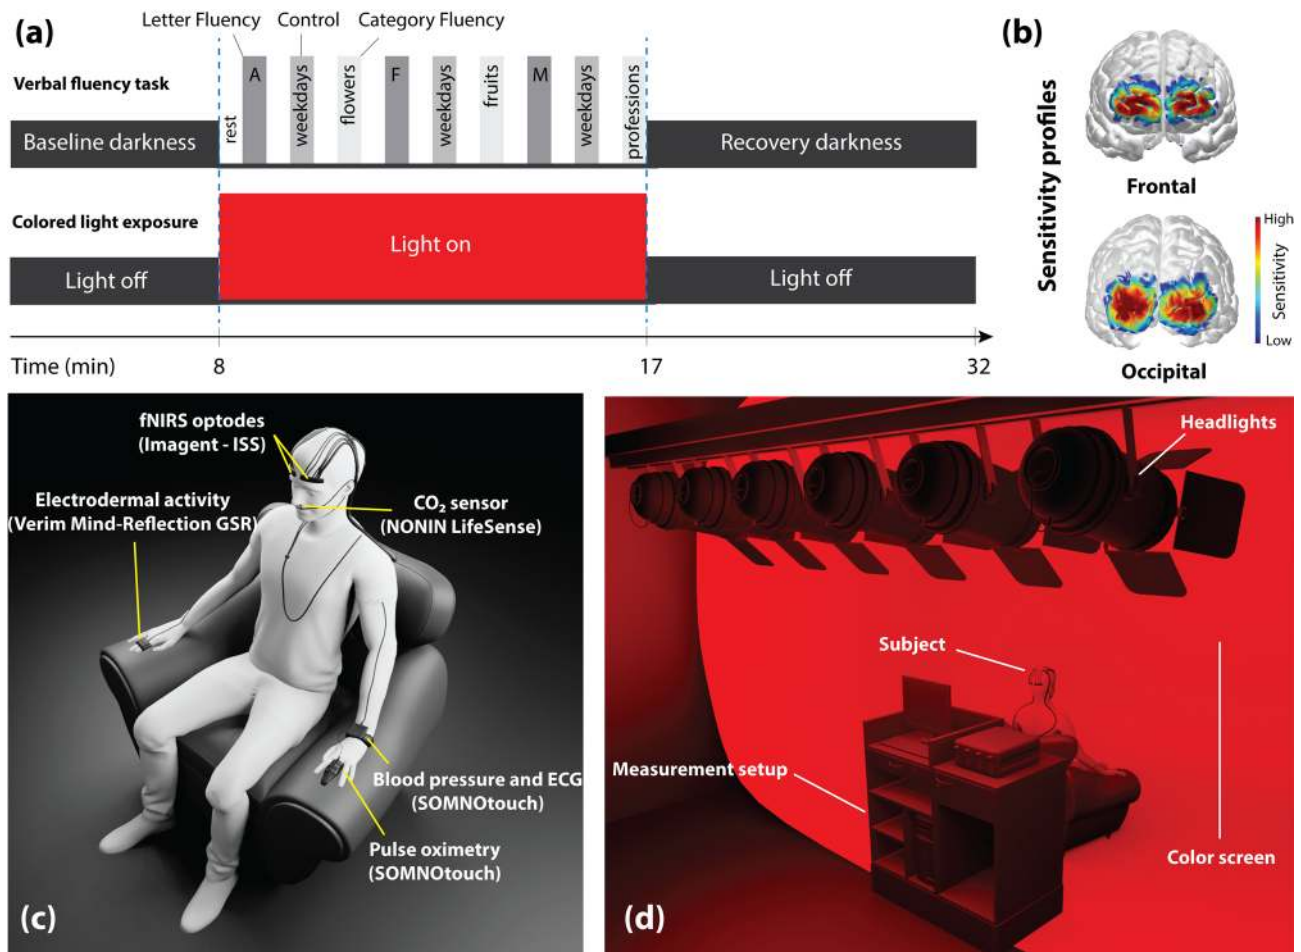 (a)
Letter Fluency
Control
Category Fluency
Verbal fluency task
rest
A
weekdays
flowers
F
weekdays
fruits
M
weekdays
professions
Baseline darkness
Recovery darkness
Colored light exposure
Light on
Light off
Light off
Time (min)
8
17
32
(b)
Sensitivity profiles
Frontal
High
Sensitivity
Low
Occipital
fNIRS optodes
(Imagent - ISS)
Electrodermal activity
(Verim Mind-Reflection GSR)
CO₂ sensor
(NONIN LifeSense)
Blood pressure and ECG
(SOMNOtouch)
Pulse oximetry
(SOMNOtouch)
(c)
Headlights
Subject
Measurement setup
Color screen
(d)